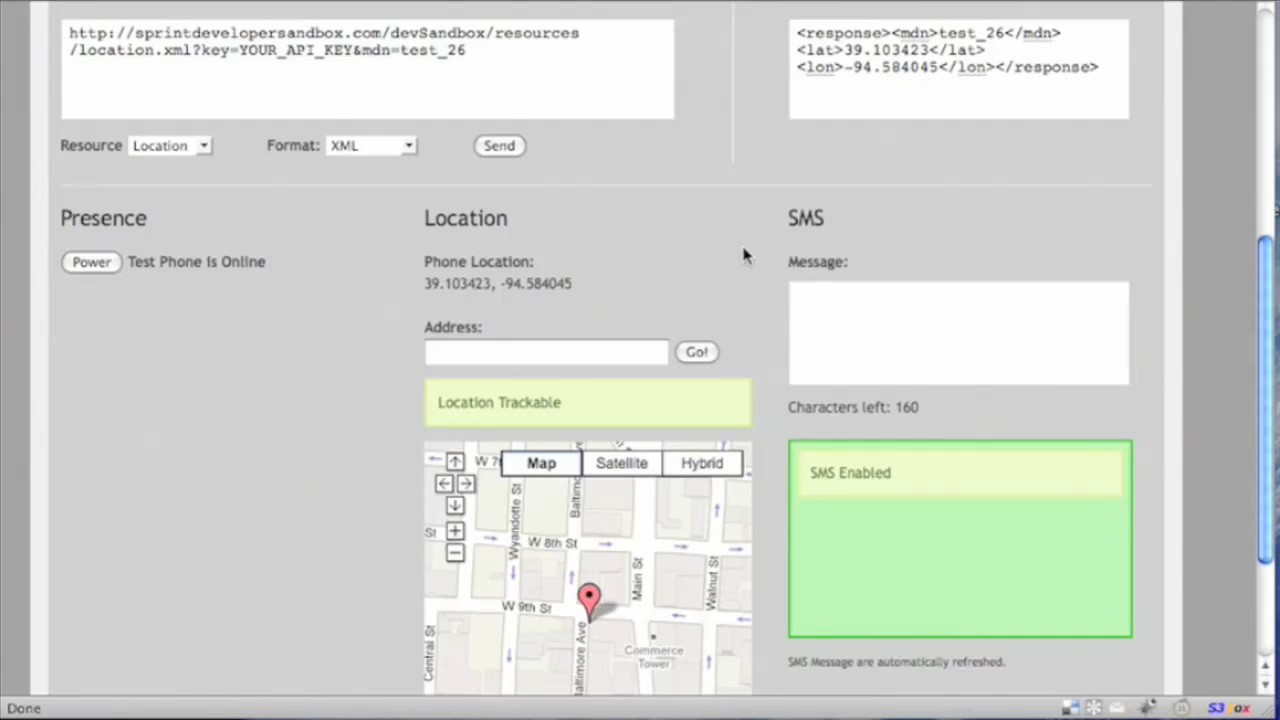 http://sprintdevelopersandbox.com/devSandbox/resources
/location.xml?key=YOUR_API_KEY&mdn=test_26
<response><mdn>test_26</mdn>
<lat>39.103423</lat>
<lon>-94.584045</lon></response>
Resource Location Format: XML Send
Presence
Power Test Phone Is Online
Location
Phone Location:
39.103423, -94.584045
Address:
Go!
Location Trackable
Map Satellite Hybrid
W 8th St
W 9th St
Wyandotte St
Main St
Walnut St
Central St
Commerce
Tower
SMS
Message:
Characters left: 160
SMS Enabled
SMS Message are automatically refreshed.
Done